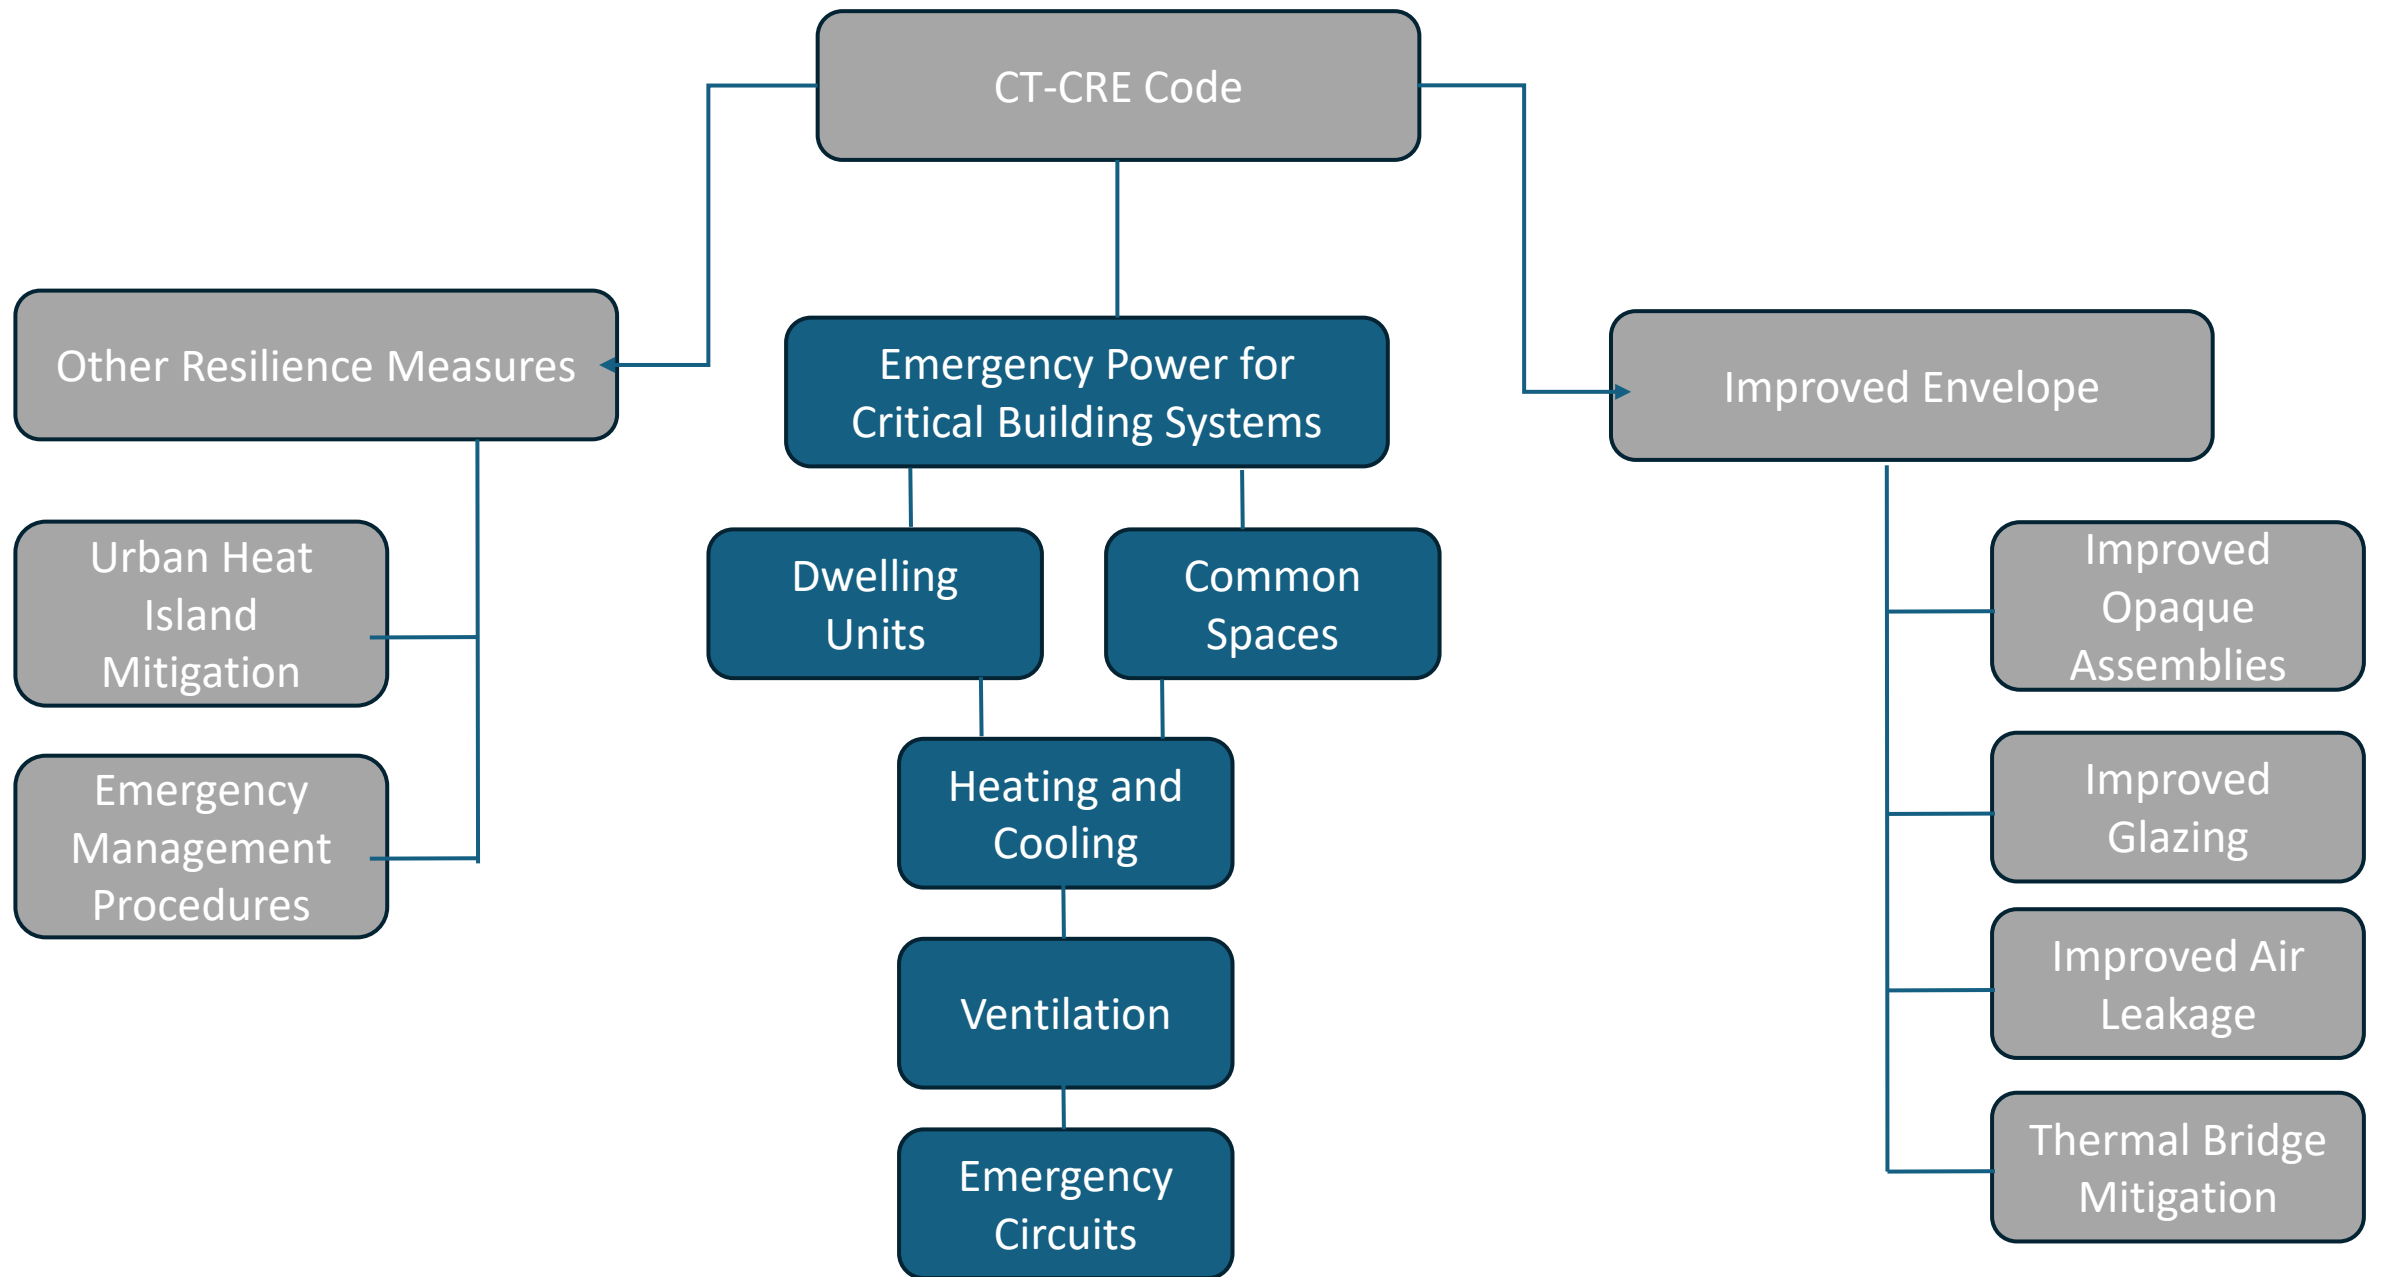 CT-CRE Code
Other Resilience Measures
Urban Heat
Island
Mitigation
Emergency
Management
Procedures
Emergency Power for
Critical Building Systems
Dwelling
Units
Common
Spaces
Heating and
Cooling
Ventilation
Emergency
Circuits
Improved Envelope
Improved
Opaque
Assemblies
Improved
Glazing
Improved Air
Leakage
Thermal Bridge
Mitigation